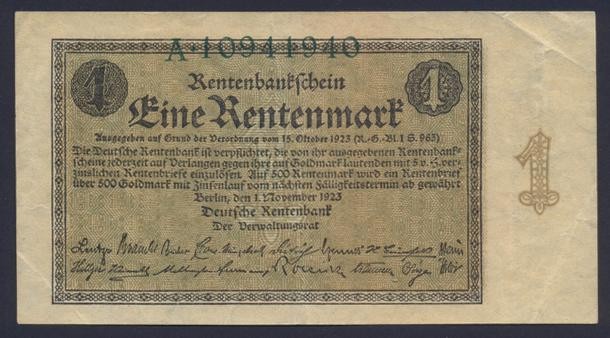 A·10941940
1 Rentenbankschein 1
Eine Rentenmark
Ausgegeben auf Grund der Verordnung vom 15. Oktober 1923 (R.-G.-Bl. I S. 963)
Die Deutsche Rentenbank ist verpflichtet, die von ihr ausgegebenen Rentenbank-
scheine jederzeit auf Verlangen gegen ihre auf Goldmark lautenden mit 5 v. H. ver-
zinslichen Rentenbriefe einzulösen. Auf 500 Rentenmark wird ein Rentenbrief
über 500 Goldmark mit Zinsenlauf vom nächsten Fälligkeitstermin ab gewährt
Berlin, den 1. November 1923
Deutsche Rentenbank
Der Verwaltungsrat
1